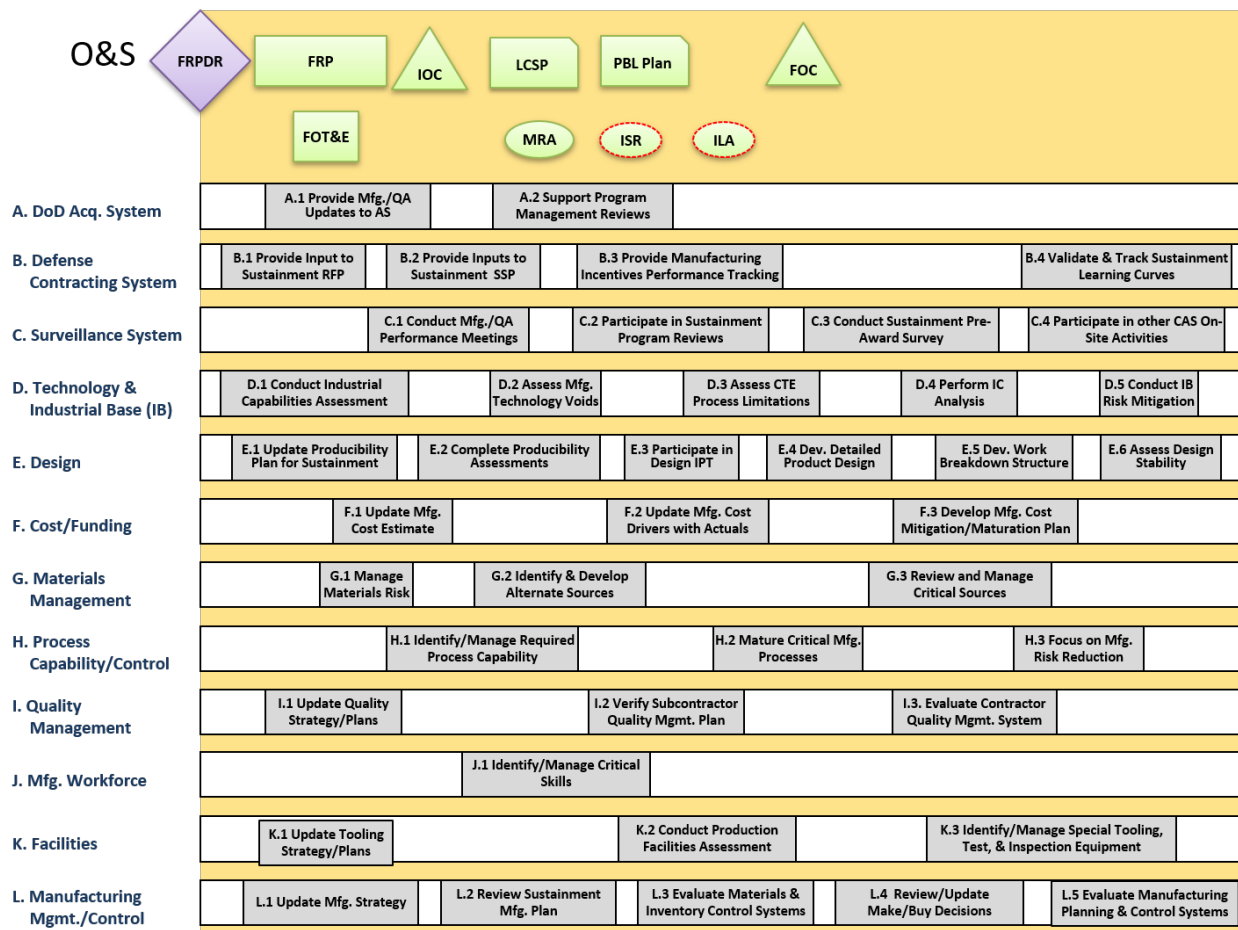 O&S
FRPDR
FRP
IOC
LCSP
PBL Plan
FOC
FOT&E
MRA
ISR
ILA
A. DoD Acq. System
A.1 Provide Mfg./QA
Updates to AS
A.2 Support Program
Management Reviews
B. Defense
Contracting System
B.1 Provide Input to
Sustainment RFP
B.2 Provide Inputs to
Sustainment SSP
B.3 Provide Manufacturing
Incentives Performance Tracking
B.4 Validate & Track Sustainment
Learning Curves
C. Surveillance System
C.1 Conduct Mfg./QA
Performance Meetings
C.2 Participate in Sustainment
Program Reviews
C.3 Conduct Sustainment Pre-
Award Survey
C.4 Participate in other CAS On-
Site Activities
D. Technology &
Industrial Base (IB)
D.1 Conduct Industrial
Capabilities Assessment
D.2 Assess Mfg.
Technology Voids
D.3 Assess CTE
Process Limitations
D.4 Perform IC
Analysis
D.5 Conduct IB
Risk Mitigation
E. Design
E.1 Update Producibility
Plan for Sustainment
E.2 Complete Producibility
Assessments
E.3 Participate in
Design IPT
E.4 Dev. Detailed
Product Design
E.5 Dev. Work
Breakdown Structure
E.6 Assess Design
Stability
F. Cost/Funding
F.1 Update Mfg.
Cost Estimate
F.2 Update Mfg. Cost
Drivers with Actuals
F.3 Develop Mfg. Cost
Mitigation/Maturation Plan
G. Materials
Management
G.1 Manage
Materials Risk
G.2 Identify & Develop
Alternate Sources
G.3 Review and Manage
Critical Sources
H. Process
Capability/Control
H.1 Identify/Manage Required
Process Capability
H.2 Mature Critical Mfg.
Processes
H.3 Focus on Mfg.
Risk Reduction
I. Quality
Management
I.1 Update Quality
Strategy/Plans
I.2 Verify Subcontractor
Quality Mgmt. Plan
I.3. Evaluate Contractor
Quality Mgmt. System
J. Mfg. Workforce
J.1 Identify/Manage Critical
Skills
K. Facilities
K.1 Update Tooling
Strategy/Plans
K.2 Conduct Production
Facilities Assessment
K.3 Identify/Manage Special Tooling,
Test, & Inspection Equipment
L. Manufacturing
Mgmt./Control
L.1 Update Mfg. Strategy
L.2 Review Sustainment
Mfg. Plan
L.3 Evaluate Materials &
Inventory Control Systems
L.4 Review/Update
Make/Buy Decisions
L.5 Evaluate Manufacturing
Planning & Control Systems